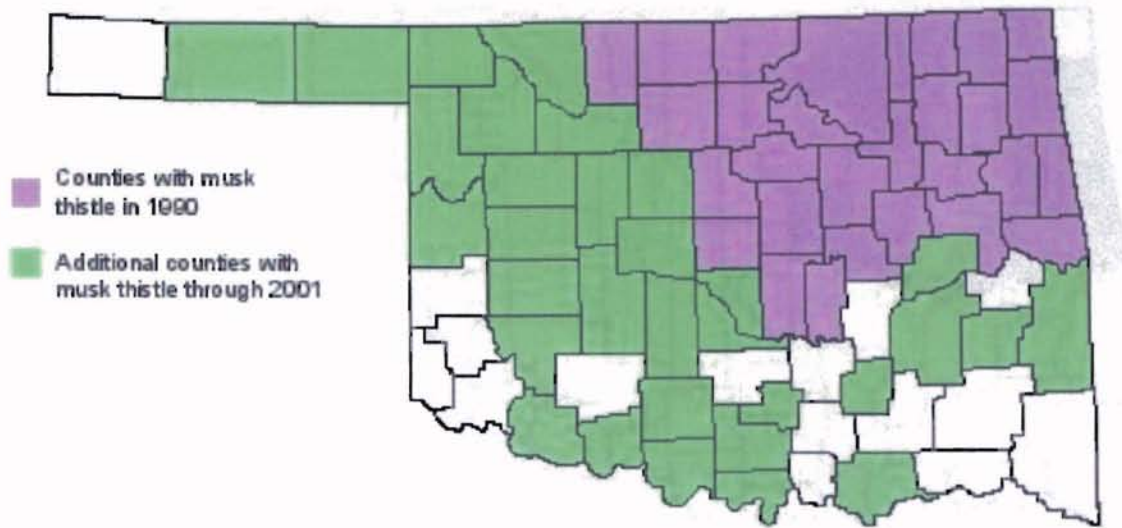 Counties with musk
thistle in 1990
Additional counties with
musk thistle through 2001